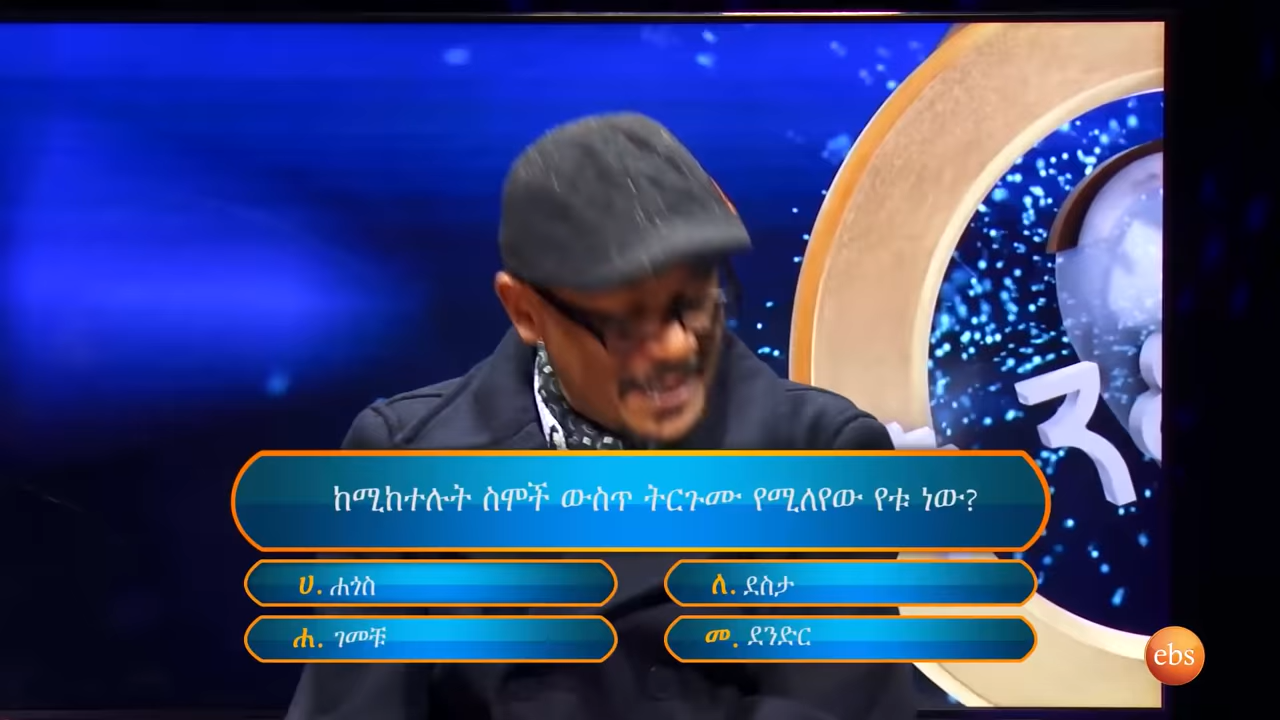 ከሚከተሉት ስሞች ውስጥ ትርጉሙ የሚለየው የቱ ነው?
ሀ. ሐጎስ
ለ. ደስታ
ሐ. ገመቹ
መ. ደንድር
ebs